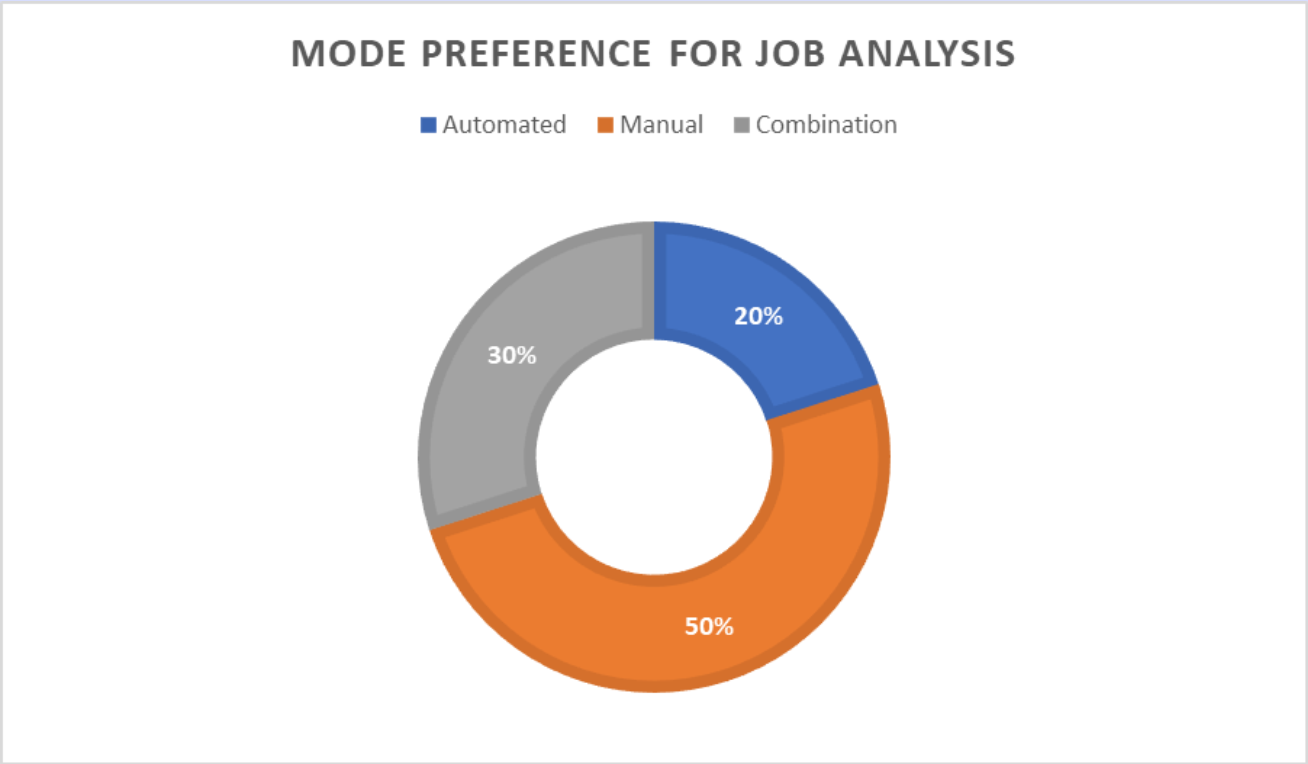 MODE PREFERENCE FOR JOB ANALYSIS
Automated Manual Combination
20%
30%
50%